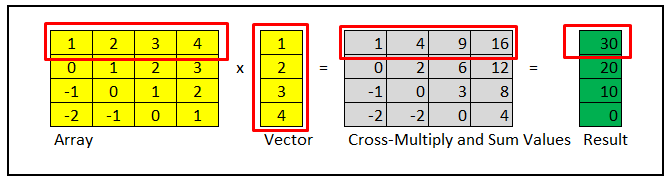 1 2 3 4 1 1 4 9 16 30
0 1 2 3 x 2 = 0 2 6 12 = 20
-1 0 1 2 3 -1 0 3 8 10
-2 -1 0 1 4 -2 -2 0 4 0
Array Vector Cross-Multiply and Sum Values Result